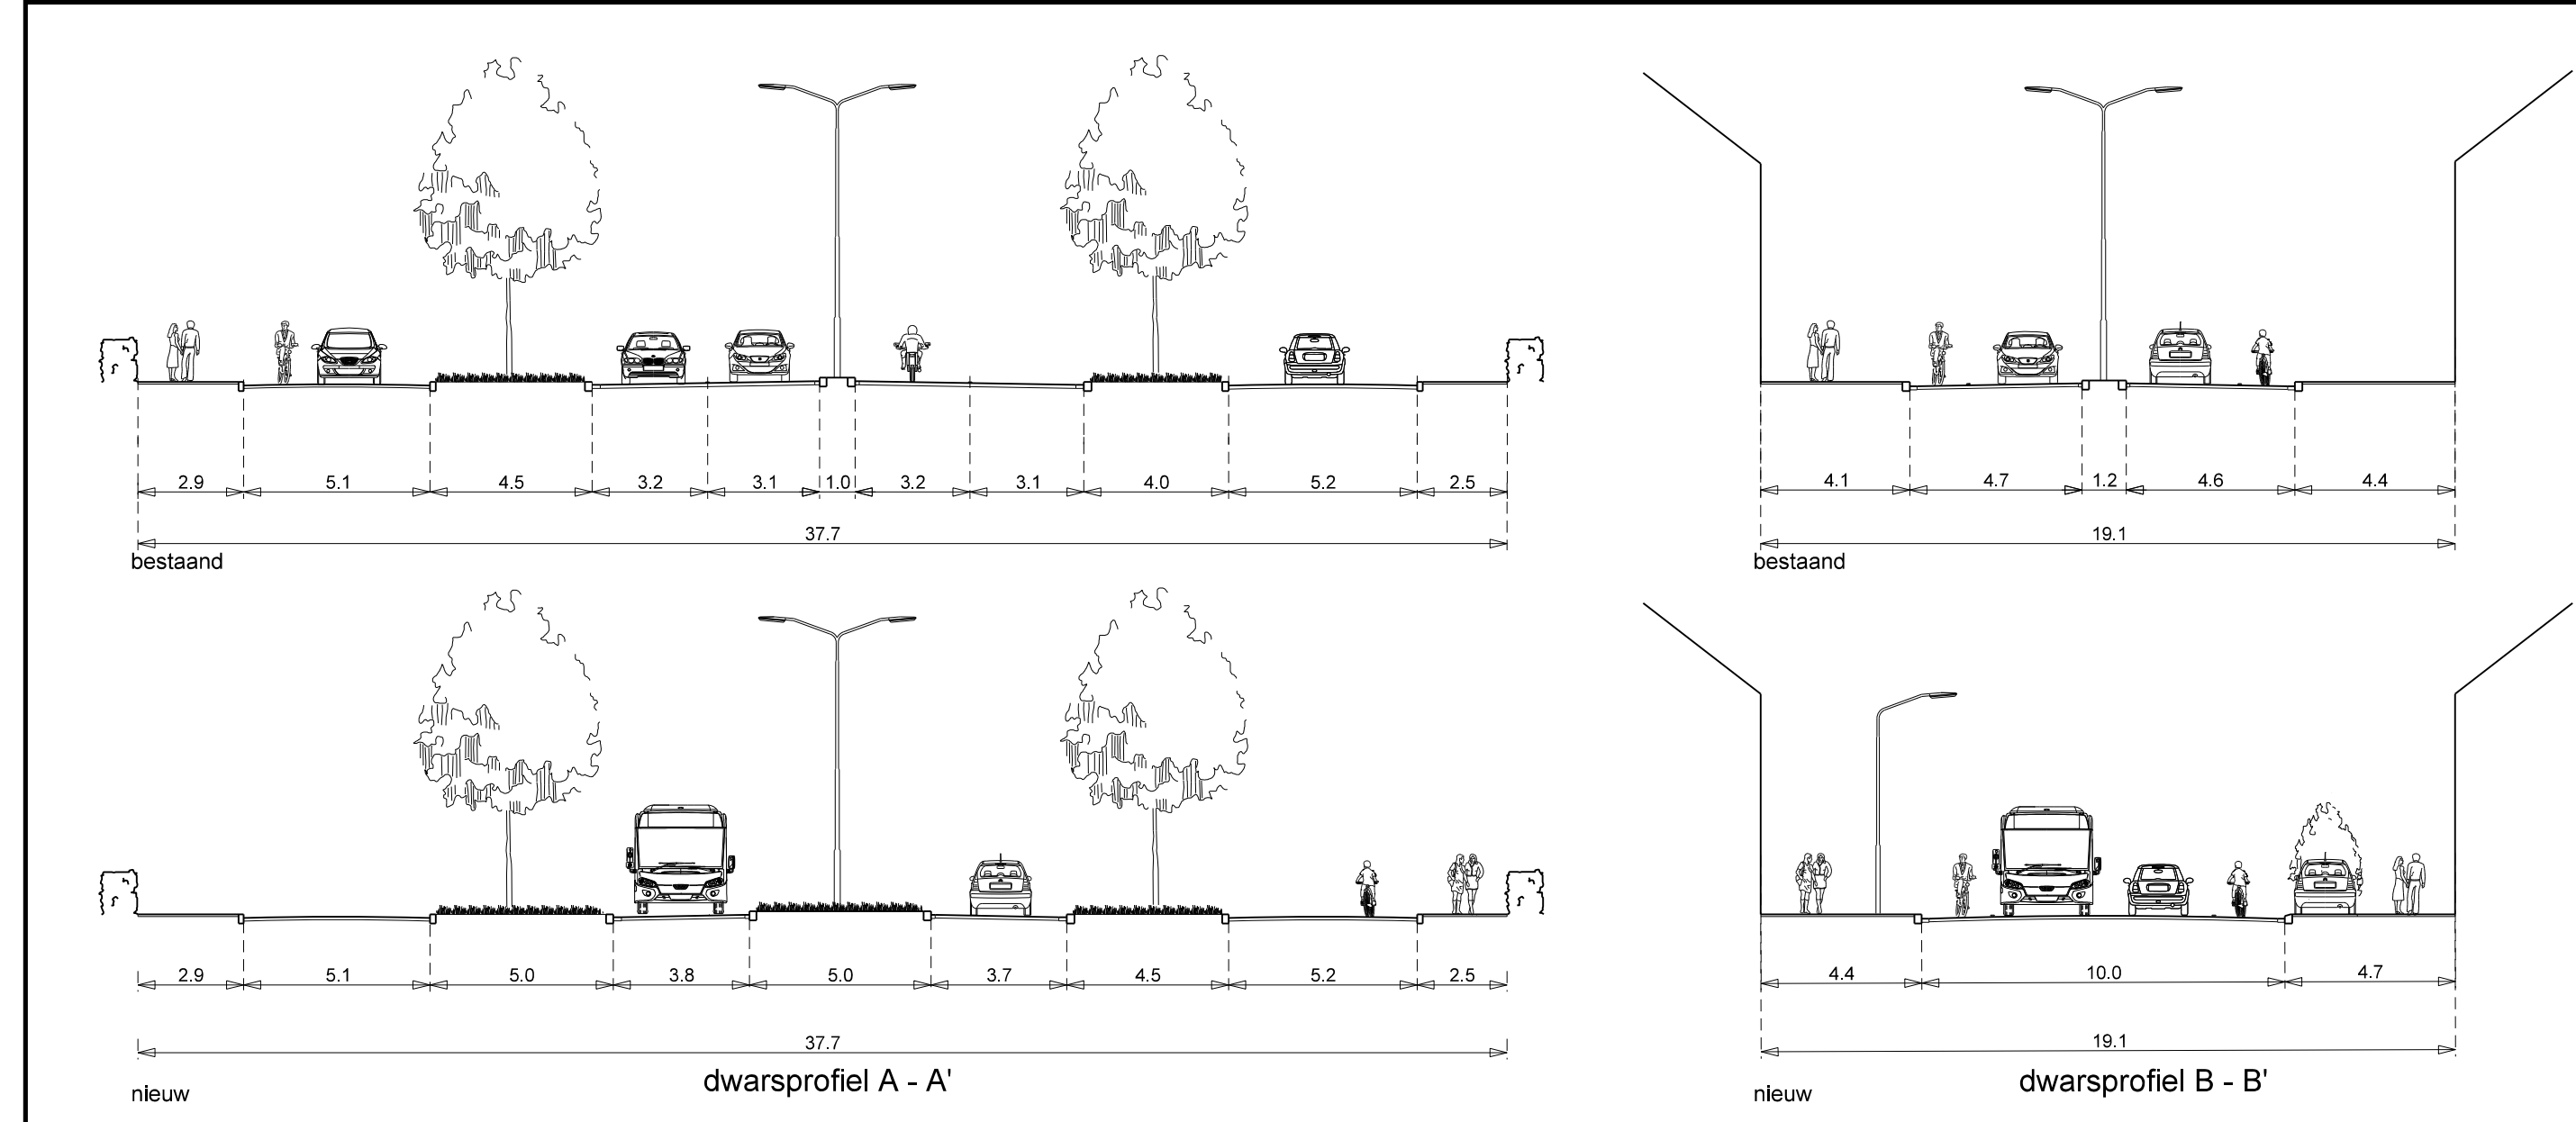 2.9 5.1 4.5 3.2 3.1 1.0 3.2 3.1 4.0 5.2 2.5
37.7
bestaand
4.1 4.7 1.2 4.6 4.4
19.1
bestaand
2.9 5.1 5.0 3.8 5.0 3.7 4.5 5.2 2.5
37.7
dwarsprofiel A - A'
nieuw
4.4 10.0 4.7
19.1
dwarsprofiel B - B'
nieuw